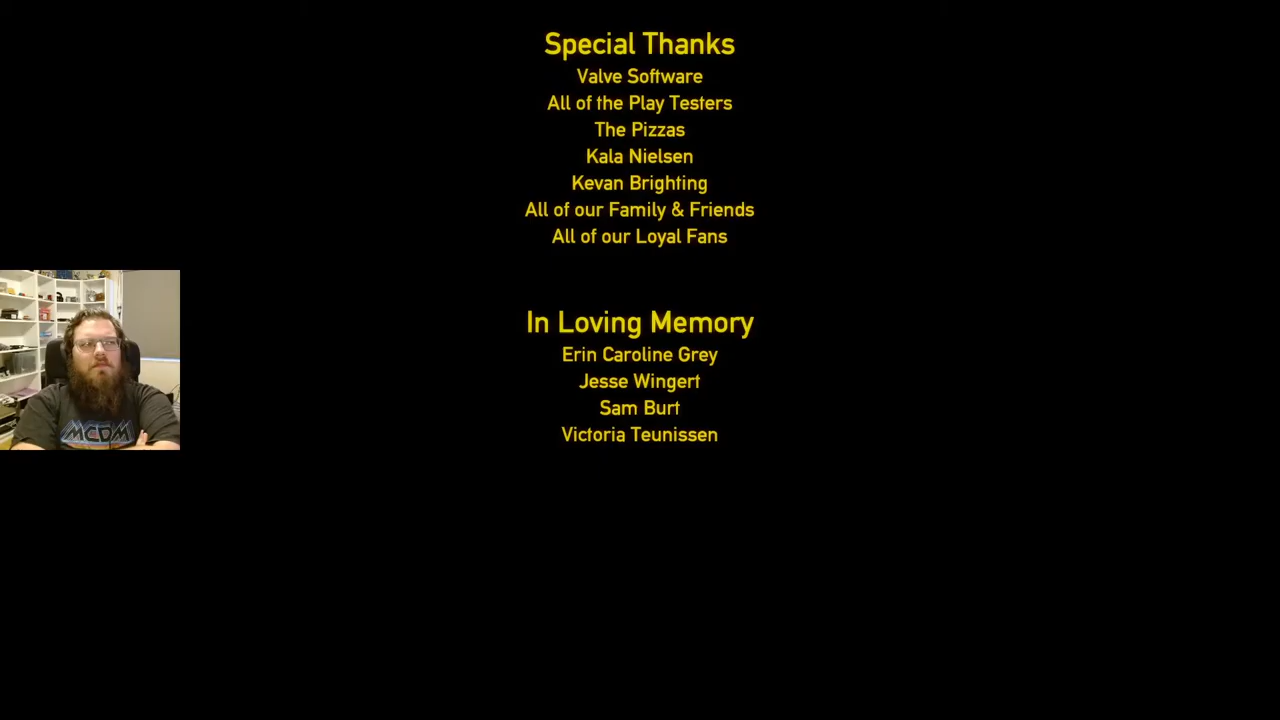 Special Thanks
Valve Software
All of the Play Testers
The Pizzas
Kala Nielsen
Kevan Brighting
All of our Family & Friends
All of our Loyal Fans
In Loving Memory
Erin Caroline Grey
Jesse Wingert
Sam Burt
Victoria Teunissen
MCDM